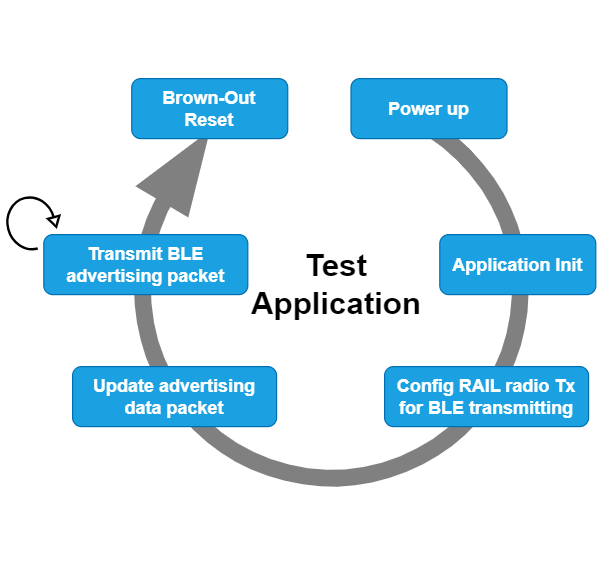 Brown-Out
Reset
Power up
Transmit BLE
advertising packet
Test
Application
Application Init
Update advertising
data packet
Config RAIL radio Tx
for BLE transmitting